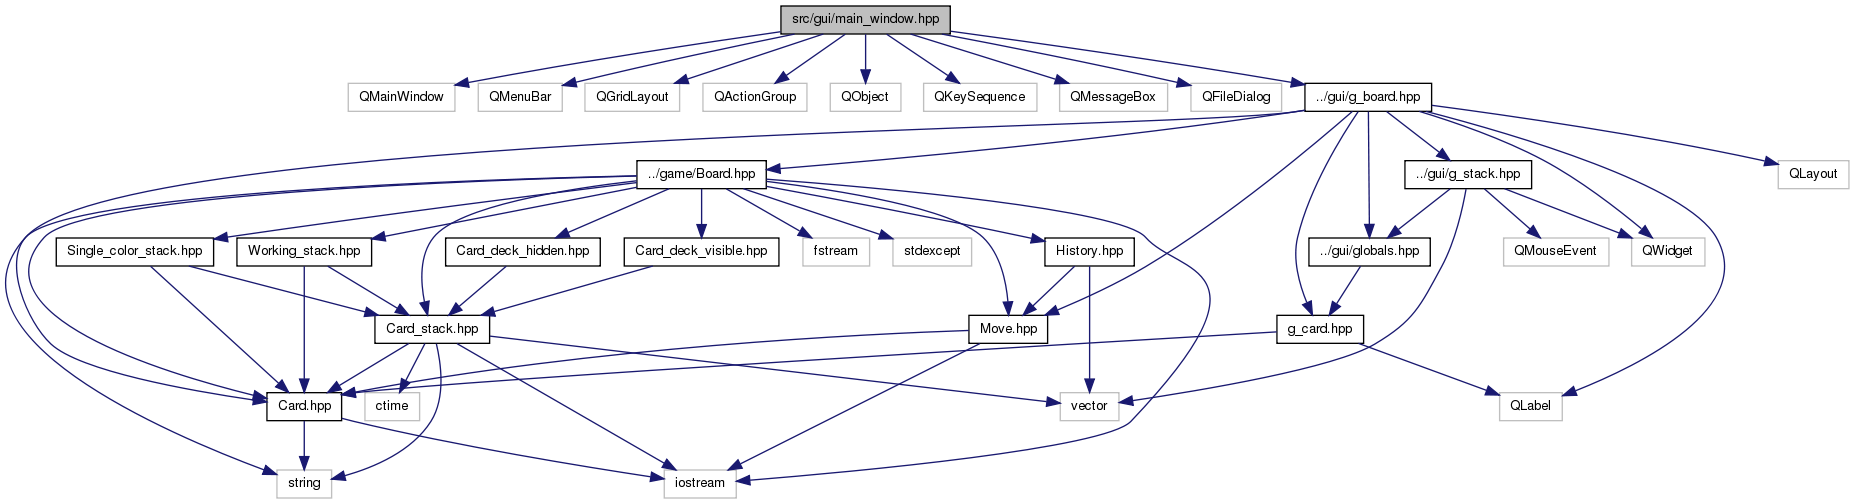 src/gui/main_window.hpp
QMainWindow
QMenuBar
QGridLayout
QActionGroup
QObject
QKeySequence
QMessageBox
QFileDialog
../gui/g_board.hpp
../game/Board.hpp
../gui/g_stack.hpp
QLayout
Single_color_stack.hpp
Working_stack.hpp
Card_deck_hidden.hpp
Card_deck_visible.hpp
fstream
stdexcept
History.hpp
../gui/globals.hpp
QMouseEvent
QWidget
Card_stack.hpp
Move.hpp
g_card.hpp
Card.hpp
ctime
vector
QLabel
string
iostream